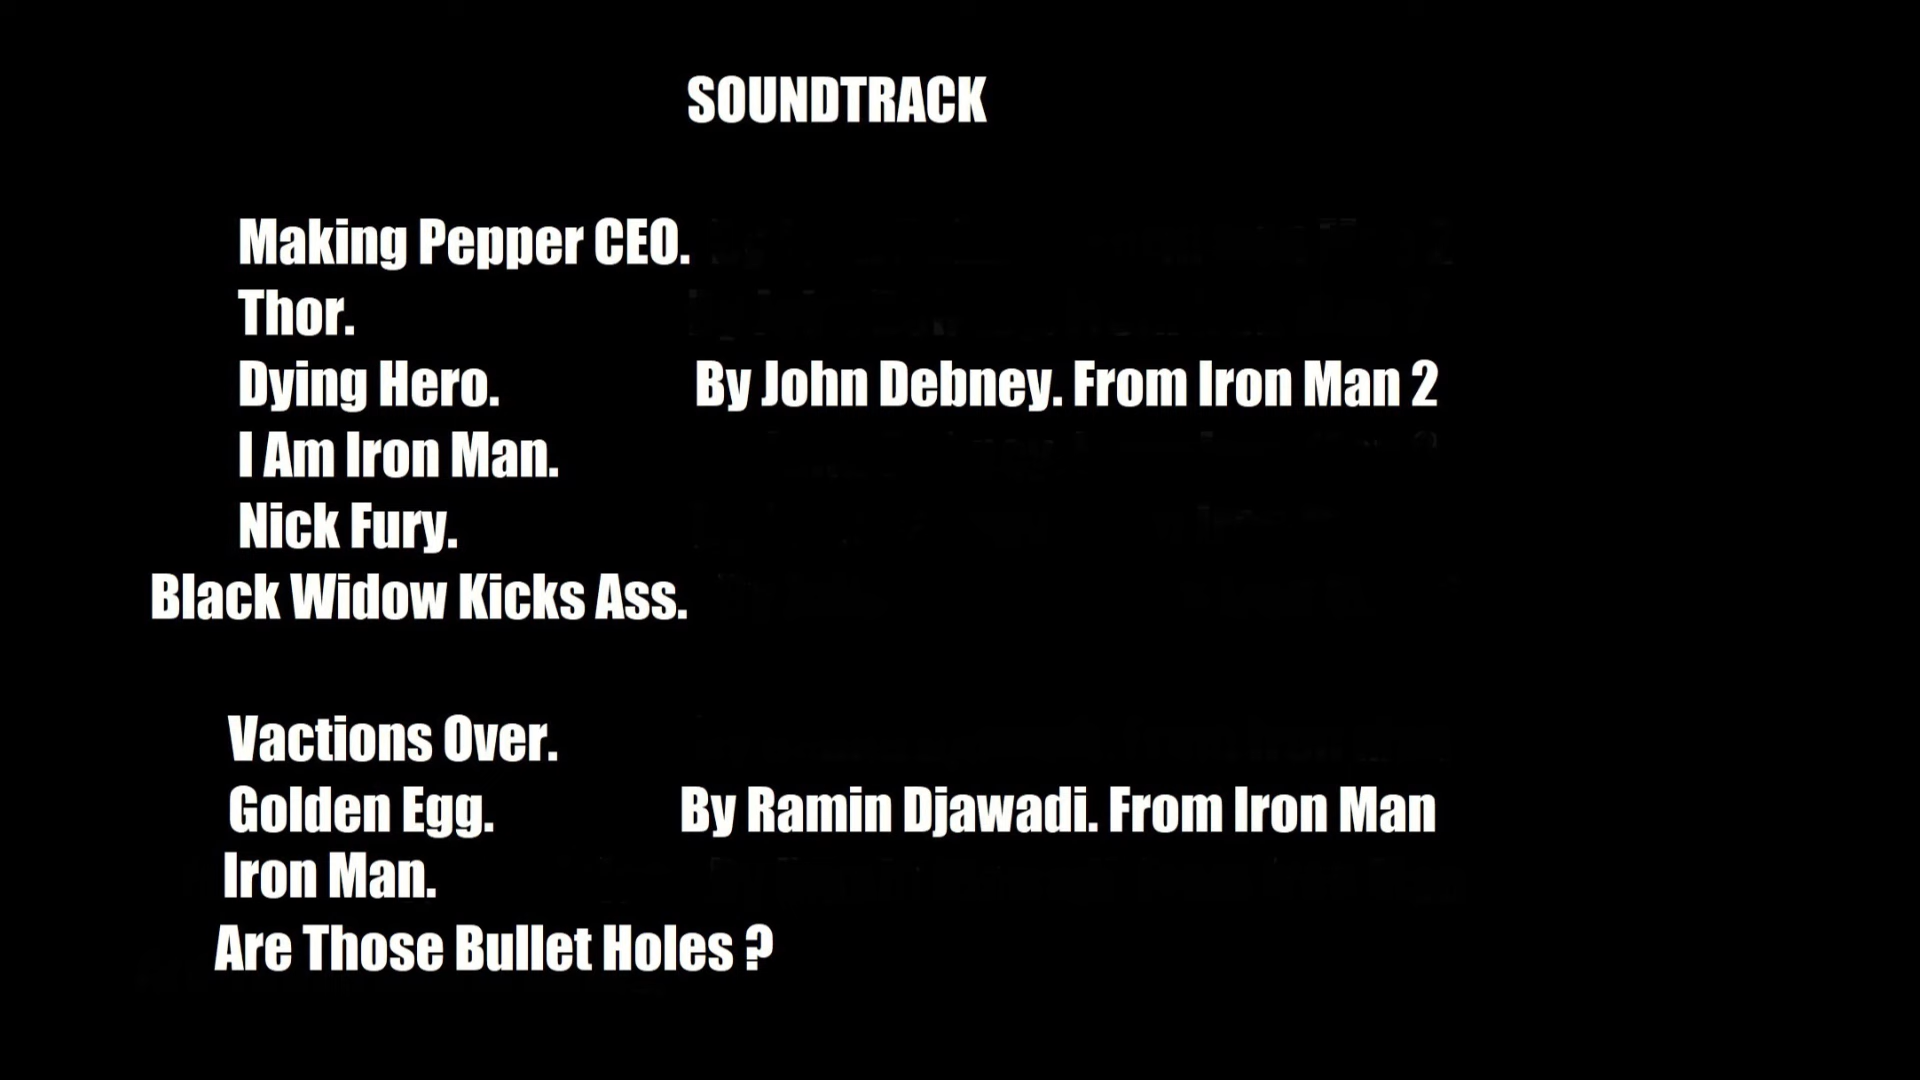 SOUNDTRACK
Making Pepper CEO.
Thor.
Dying Hero. By John Debney. From Iron Man 2
I Am Iron Man.
Nick Fury.
Black Widow Kicks Ass.
Vactions Over.
Golden Egg. By Ramin Djawadi. From Iron Man
Iron Man.
Are Those Bullet Holes ?